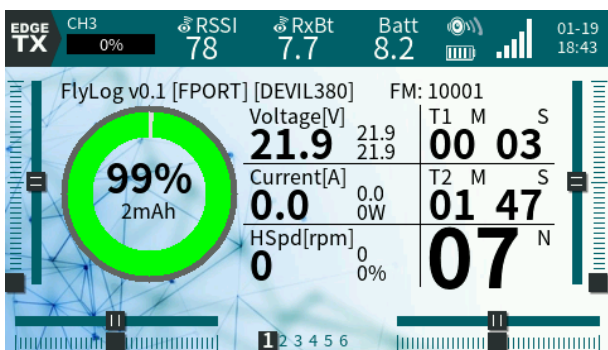 EDGE TX CH3 0% RSSI 78 RxBt 7.7 Batt 8.2 01-19 18:43
FlyLog v0.1 [FPORT] [DEVIL380] FM: 10001
99%
2mAh
Voltage[V]
21.9 21.9
21.9
T1 M S
00 03
Current[A]
0.0 0.0
0W
T2 M S
01 47
HSpd[rpm]
0 0
0%
07 N
1 2 3 4 5 6